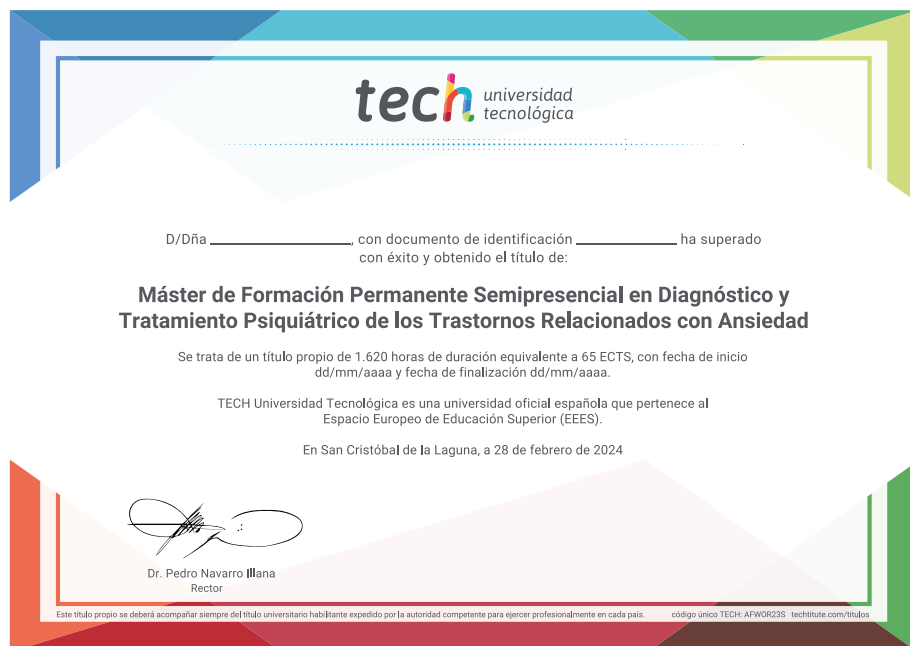 tech universidad
tecnológica
D/Dña ____________________, con documento de identificación ______________ ha superado
con éxito y obtenido el título de:
Máster de Formación Permanente Semipresencial en Diagnóstico y
Tratamiento Psiquiátrico de los Trastornos Relacionados con Ansiedad
Se trata de un título propio de 1.620 horas de duración equivalente a 65 ECTS, con fecha de inicio
dd/mm/aaaa y fecha de finalización dd/mm/aaaa.
TECH Universidad Tecnológica es una universidad oficial española que pertenece al
Espacio Europeo de Educación Superior (EEES).
En San Cristóbal de la Laguna, a 28 de febrero de 2024
Dr. Pedro Navarro Illana
Rector
Este título propio se deberá acompañar siempre del título universitario habilitante expedido por la autoridad competente para ejercer profesionalmente en cada país. código único TECH: AFWOR23S techtitute.com/titulos